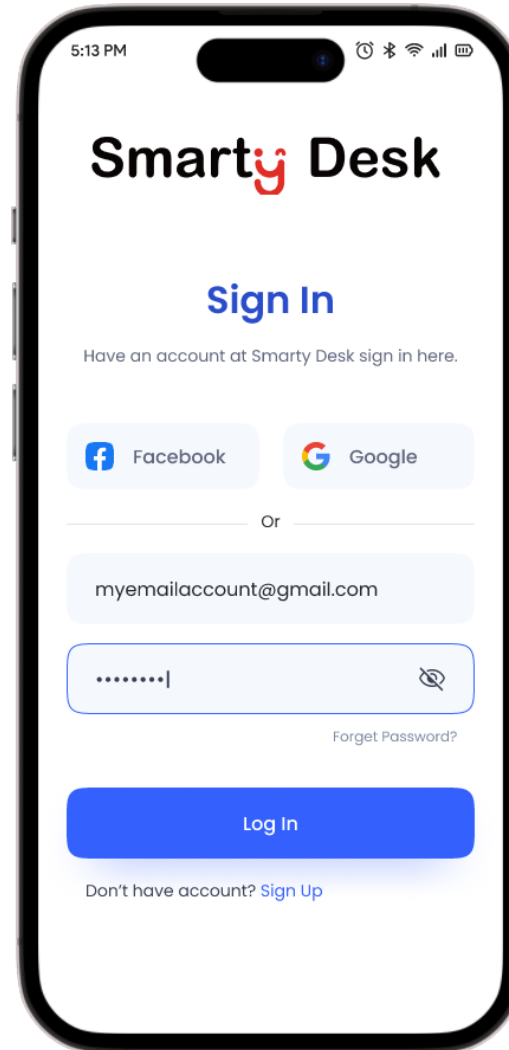 5:13 PM
Smarty Desk
Sign In
Have an account at Smarty Desk sign in here.
Facebook
Google
Or
myemailaccount@gmail.com
••••••••
Forget Password?
Log In
Don't have account? Sign Up